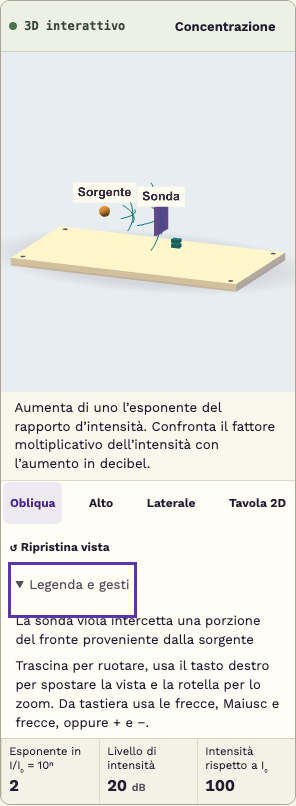 3D interattivo
Concentrazione
Sorgente
Sonda
Aumenta di uno l’esponente del
rapporto d’intensità. Confronta il fattore
moltiplicativo dell’intensità con
l’aumento in decibel.
Obliqua
Alto
Laterale
Tavola 2D
↺ Ripristina vista
▼ Legenda e gesti
La sonda viola intercetta una porzione
del fronte proveniente dalla sorgente
Trascina per ruotare, usa il tasto destro
per spostare la vista e la rotella per lo
zoom. Da tastiera usa le frecce, Maiusc e
frecce, oppure + e −.
Esponente in
I/I₀ = 10ⁿ
2
Livello di
intensità
20 dB
Intensità
rispetto a I₀
100